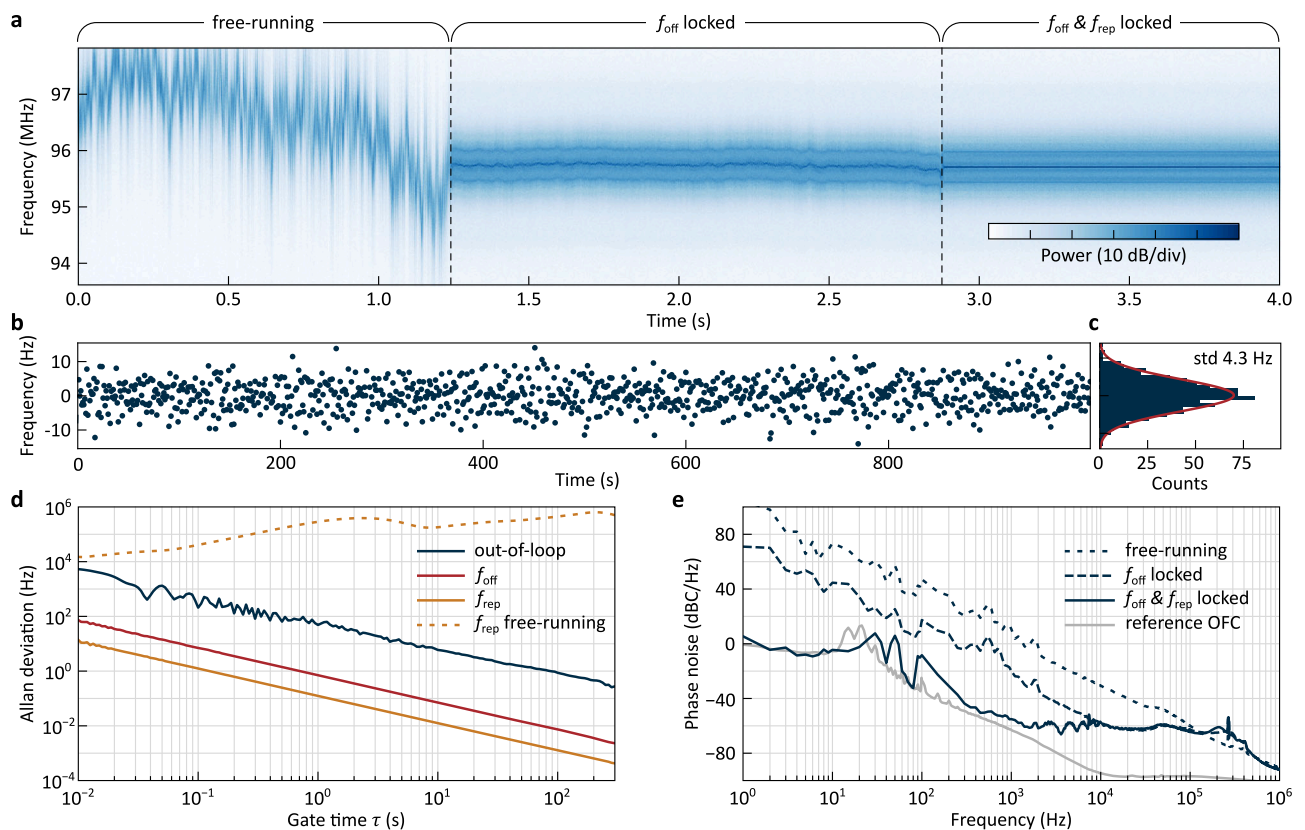 a
free-running
f_off locked
f_off & f_rep locked
Frequency (MHz)
97
96
95
94
Power (10 dB/div)
0.0 0.5 1.0 1.5 2.0 2.5 3.0 3.5 4.0
Time (s)
b
Frequency (Hz)
10
0
-10
0 200 400 600 800
Time (s)
c
std 4.3 Hz
0 25 50 75
Counts
d
Allan deviation (Hz)
10^6
10^4
10^2
10^0
10^−2
10^−4
out-of-loop
f_off
f_rep
f_rep free-running
10^−2 10^−1 10^0 10^1 10^2
Gate time τ (s)
e
Phase noise (dBC/Hz)
80
40
0
−40
−80
free-running
f_off locked
f_off & f_rep locked
reference OFC
10^0 10^1 10^2 10^3 10^4 10^5 10^6
Frequency (Hz)